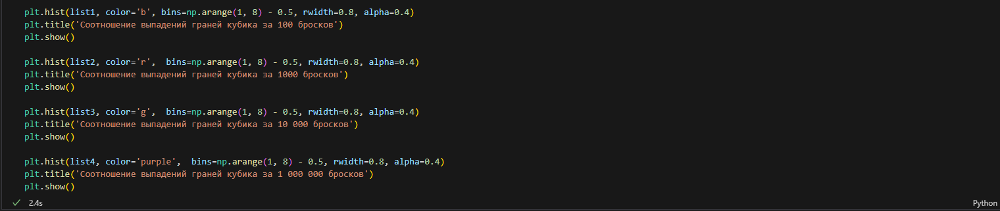 plt.hist(list1, color='b', bins=np.arange(1, 8) - 0.5, rwidth=0.8, alpha=0.4)
plt.title('Соотношение выпадений граней кубика за 100 бросков')
plt.show()
plt.hist(list2, color='r',  bins=np.arange(1, 8) - 0.5, rwidth=0.8, alpha=0.4)
plt.title('Соотношение выпадений граней кубика за 1000 бросков')
plt.show()
plt.hist(list3, color='g',  bins=np.arange(1, 8) - 0.5, rwidth=0.8, alpha=0.4)
plt.title('Соотношение выпадений граней кубика за 10 000 бросков')
plt.show()
plt.hist(list4, color='purple',  bins=np.arange(1, 8) - 0.5, rwidth=0.8, alpha=0.4)
plt.title('Соотношение выпадений граней кубика за 1 000 000 бросков')
plt.show()
2.4s Python